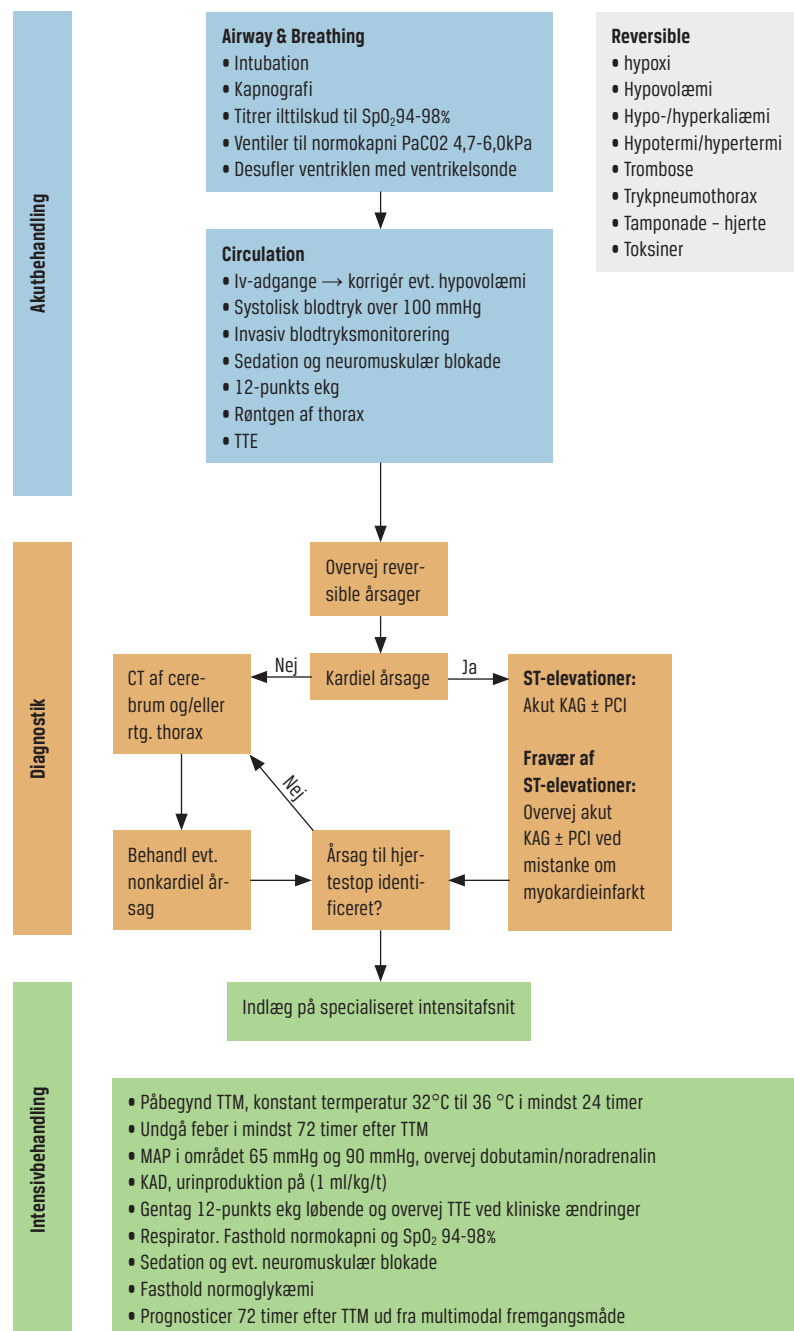 Akutbehandling
Airway & Breathing
• Intubation
• Kapnografi
• Titrer ilttilskud til SpO₂94-98%
• Ventiler til normokapni PaCO2 4,7-6,0kPa
• Desufler ventriklen med ventrikelsonde
Reversible
• hypoxi
• Hypovolæmi
• Hypo-/hyperkaliæmi
• Hypotermi/hypertermi
• Trombose
• Trykpneumothorax
• Tamponade – hjerte
• Toksiner
Circulation
• Iv-adgange → korrigér evt. hypovolæmi
• Systolisk blodtryk over 100 mmHg
• Invasiv blodtryksmonitorering
• Sedation og neuromuskulær blokade
• 12-punkts ekg
• Røntgen af thorax
• TTE
Diagnostik
Overvej rever-
sible årsager
Kardiel årsage
Nej
Ja
CT af cere-
brum og/eller
rtg. thorax
ST-elevationer:
Akut KAG ± PCI
Fravær af
ST-elevationer:
Overvej akut
KAG ± PCI ved
mistanke om
myokardieinfarkt
Nej
Behandl evt.
nonkardiel år-
sag
Årsag til hjer-
testop identi-
ficeret?
Intensivbehandling
Indlæg på specialiseret intensitafsnit
• Påbegynd TTM, konstant termperatur 32°C til 36 °C i mindst 24 timer
• Undgå feber i mindst 72 timer efter TTM
• MAP i området 65 mmHg og 90 mmHg, overvej dobutamin/noradrenalin
• KAD, urinproduktion på (1 ml/kg/t)
• Gentag 12-punkts ekg løbende og overvej TTE ved kliniske ændringer
• Respirator. Fasthold normokapni og SpO₂ 94-98%
• Sedation og evt. neuromuskulær blokade
• Fasthold normoglykæmi
• Prognosticer 72 timer efter TTM ud fra multimodal fremgangsmåde